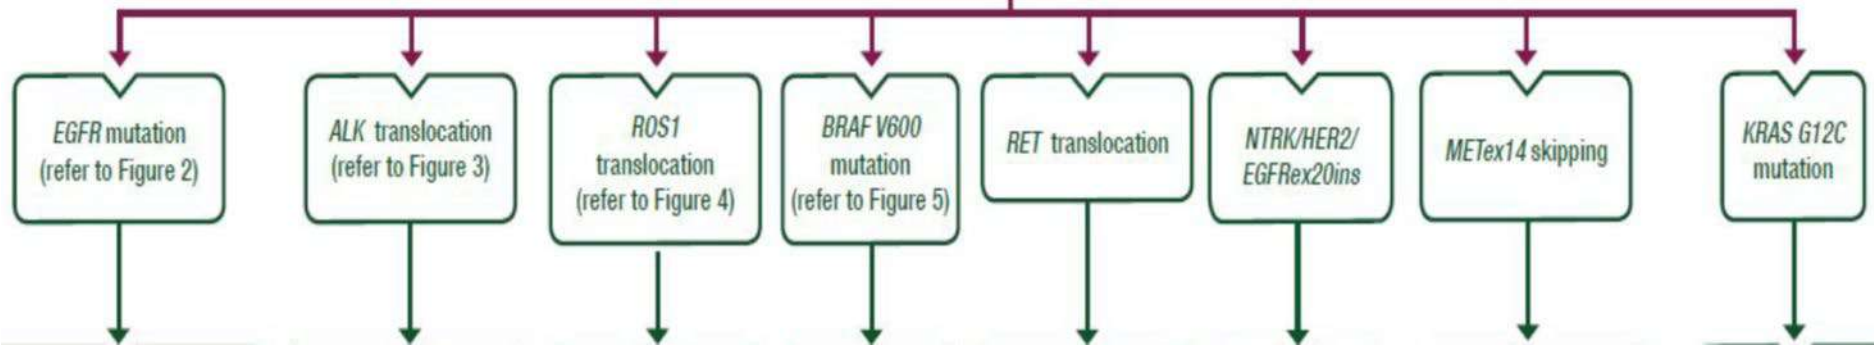 EGFR mutation
(refer to Figure 2)
ALK translocation
(refer to Figure 3)
ROS1
translocation
(refer to Figure 4)
BRAF V600
mutation
(refer to Figure 5)
RET translocation
NTRK/HER2/
EGFRex20ins
METex14 skipping
KRAS G12C
mutation